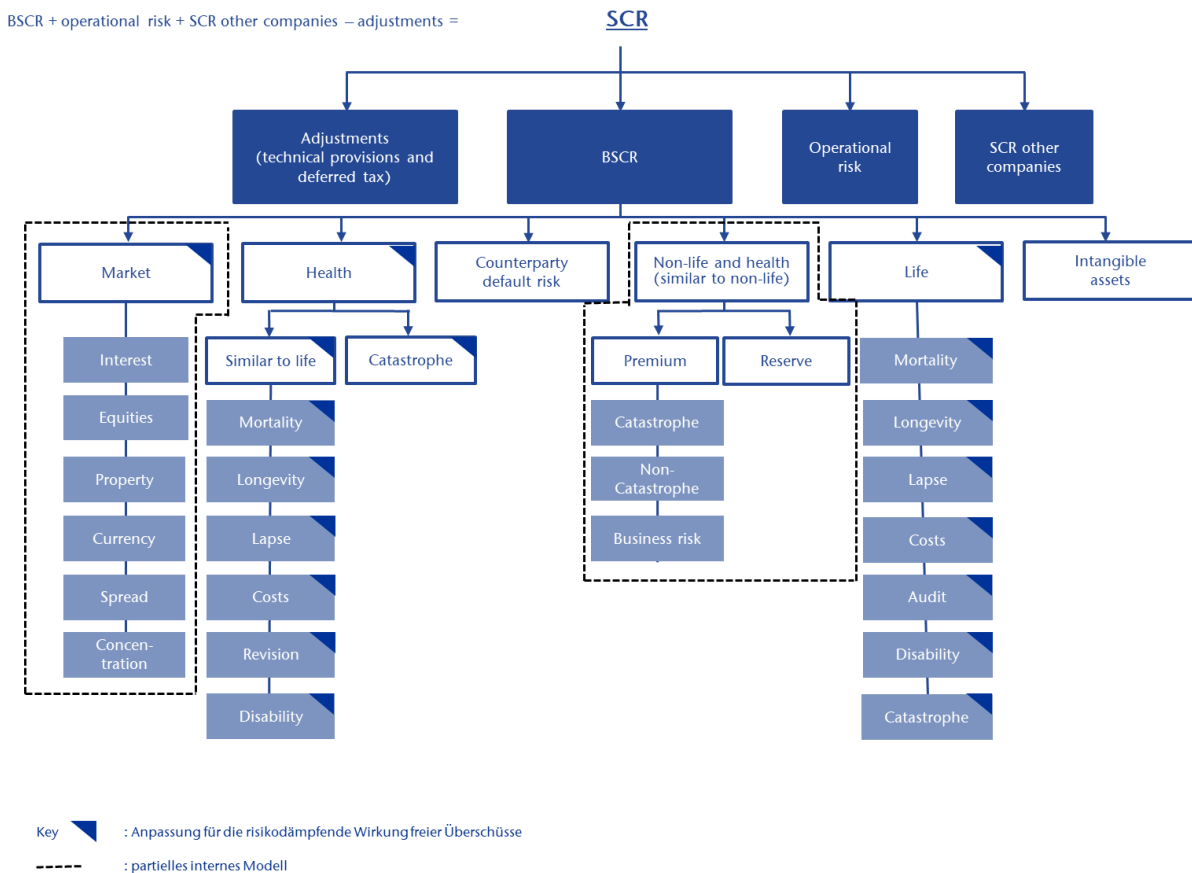 BSCR + operational risk + SCR other companies – adjustments =
SCR
Adjustments
(technical provisions and
deferred tax)
BSCR
Operational
risk
SCR other
companies
Market
Health
Counterparty
default risk
Non-life and health
(similar to non-life)
Life
Intangible
assets
Interest
Equities
Property
Currency
Spread
Concen-
tration
Similar to life
Catastrophe
Mortality
Longevity
Lapse
Costs
Revision
Disability
Premium
Reserve
Catastrophe
Non-
Catastrophe
Business risk
Mortality
Longevity
Lapse
Costs
Audit
Disability
Catastrophe
Key : Anpassung für die risikodämpfende Wirkung freier Überschüsse
: partielles internes Modell